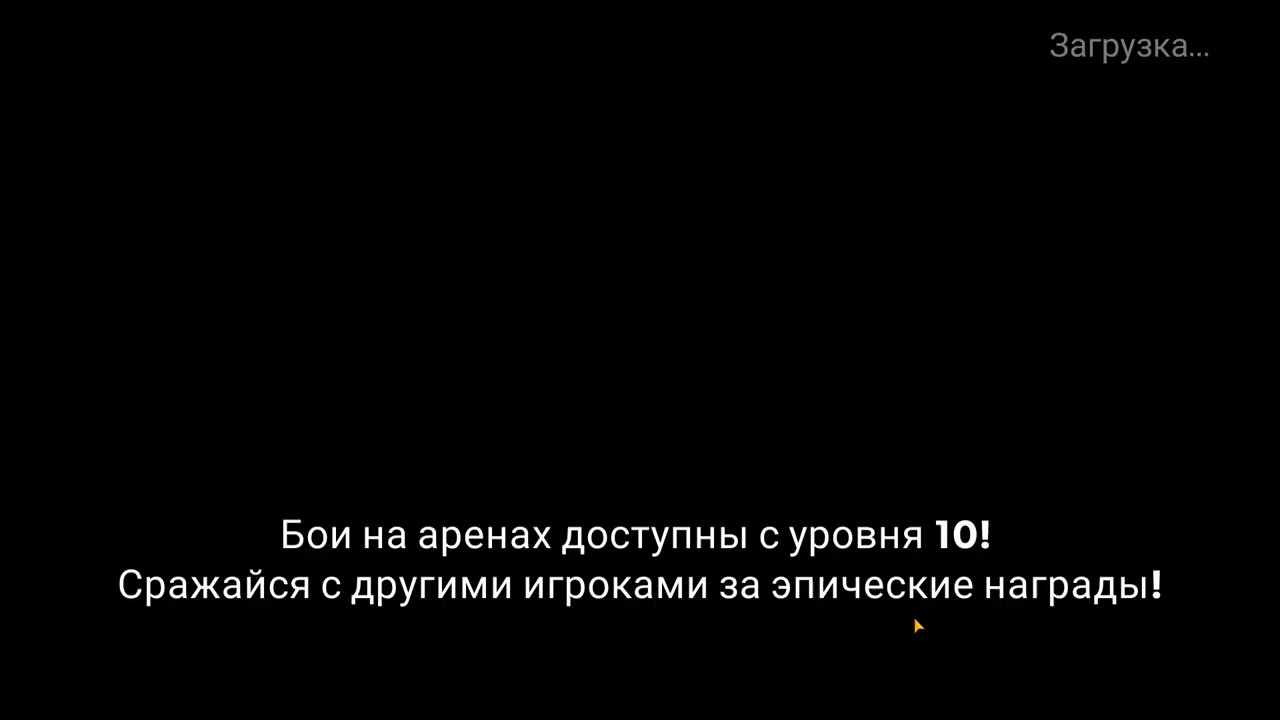 Загрузка...
Бои на аренах доступны с уровня 10!
Сражайся с другими игроками за эпические награды!